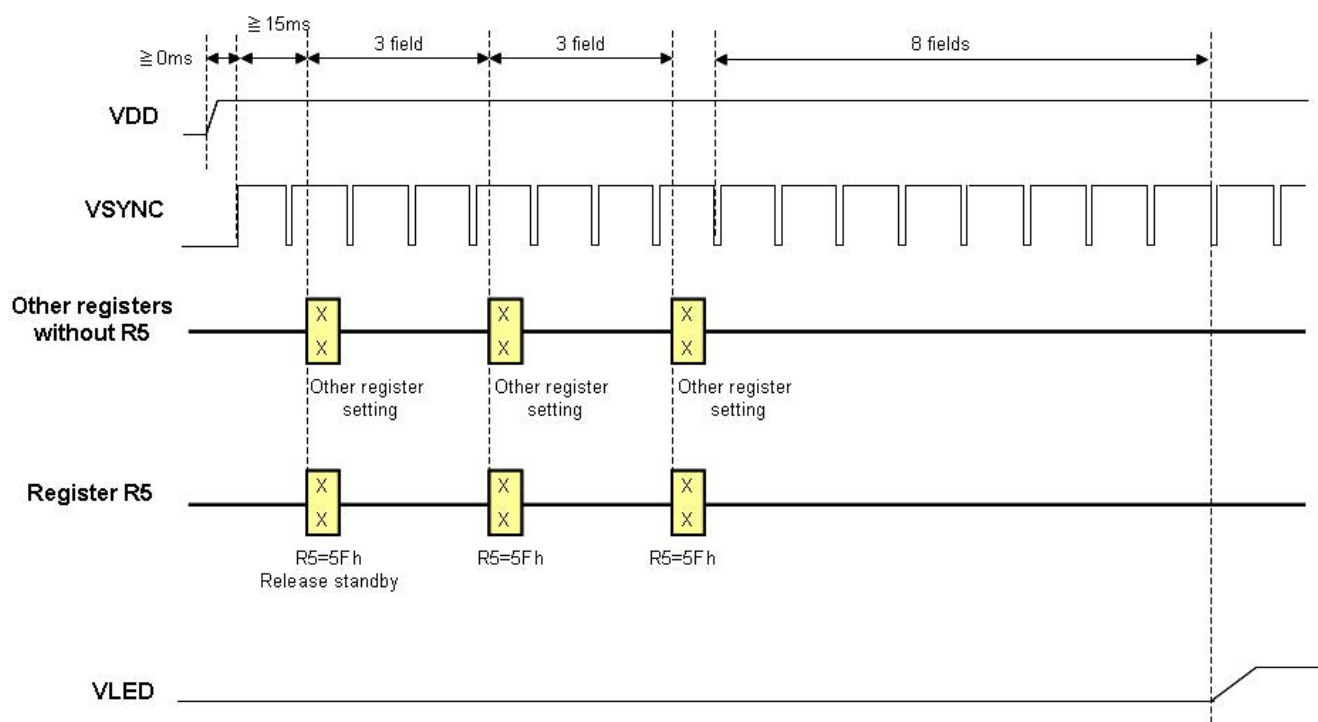 ≧ 15ms
≧ 0ms
3 field
3 field
8 fields
VDD
VSYNC
Other registers
without R5
X
X
X
X
X
X
Other register
setting
Other register
setting
Other register
setting
Register R5
X
X
X
X
X
X
R5=5Fh
Release standby
R5=5Fh
R5=5Fh
VLED